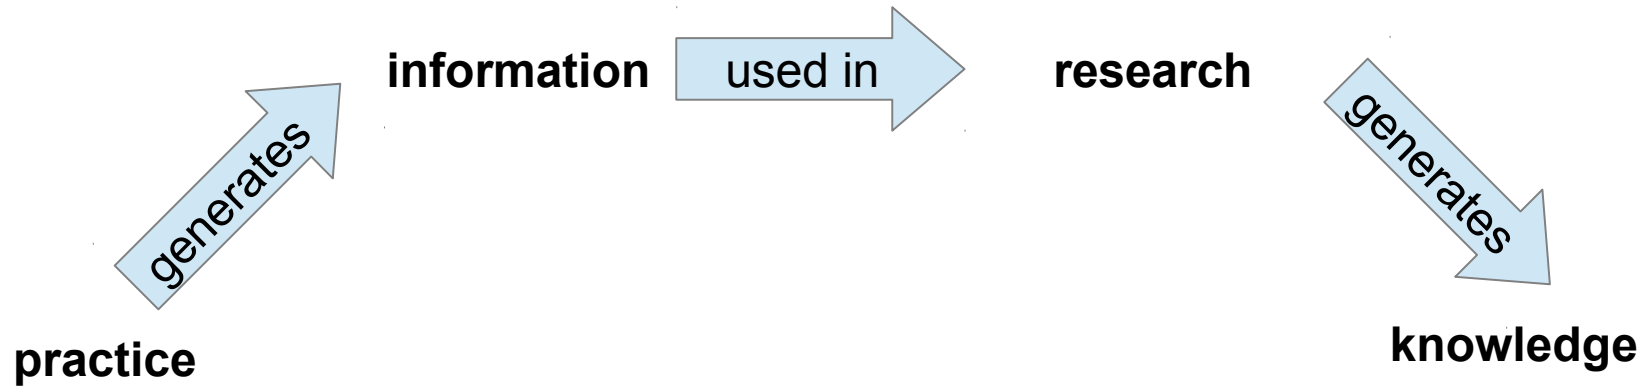 practice
generates
information
used in
research
generates
knowledge